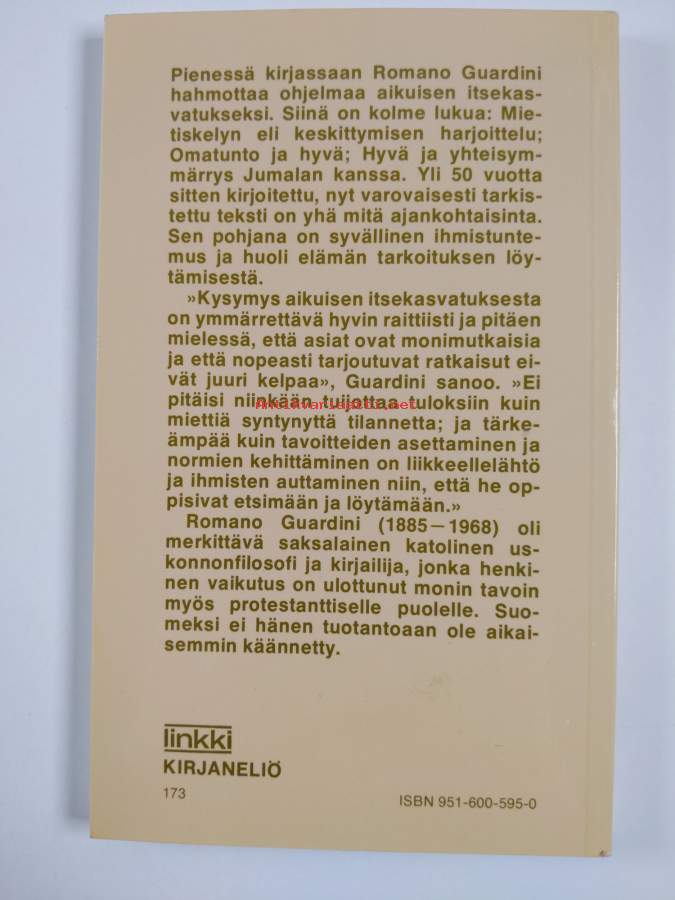 Pienessä kirjassaan Romano Guardini
hahmottaa ohjelmaa aikuisen itsekas-
vatukseksi. Siinä on kolme lukua: Mie-
tiskelyn eli keskittymisen harjoittelu;
Omatunto ja hyvä; Hyvä ja yhteisym-
märrys Jumalan kanssa. Yli 50 vuotta
sitten kirjoitettu, nyt varovaisesti tarkis-
tettu teksti on yhä mitä ajankohtaisinta.
Sen pohjana on syvällinen ihmistunte-
mus ja huoli elämän tarkoituksen löy-
tämisestä.
»Kysymys aikuisen itsekasvatuksesta
on ymmärrettävä hyvin raittiisti ja pitäen
mielessä, että asiat ovat monimutkaisia
ja että nopeasti tarjoutuvat ratkaisut ei-
vät juuri kelpaa», Guardini sanoo. »Ei
pitäisi niinkään tuijottaa tuloksiin kuin
Antikvariaatti.net
miettiä syntynyttä tilannetta; ja tärke-
ämpää kuin tavoitteiden asettaminen ja
normien kehittäminen on liikkeellelähtö
ja ihmisten auttaminen niin, että he op-
pisivat etsimään ja löytämään.»
Romano Guardini (1885–1968) oli
merkittävä saksalainen katolinen us-
konnonfilosofi ja kirjailija, jonka henki-
nen vaikutus on ulottunut monin tavoin
myös protestanttiselle puolelle. Suo-
meksi ei hänen tuotantoaan ole aikai-
semmin käännetty.
linkki
KIRJANELIÖ
173
ISBN 951-600-595-0